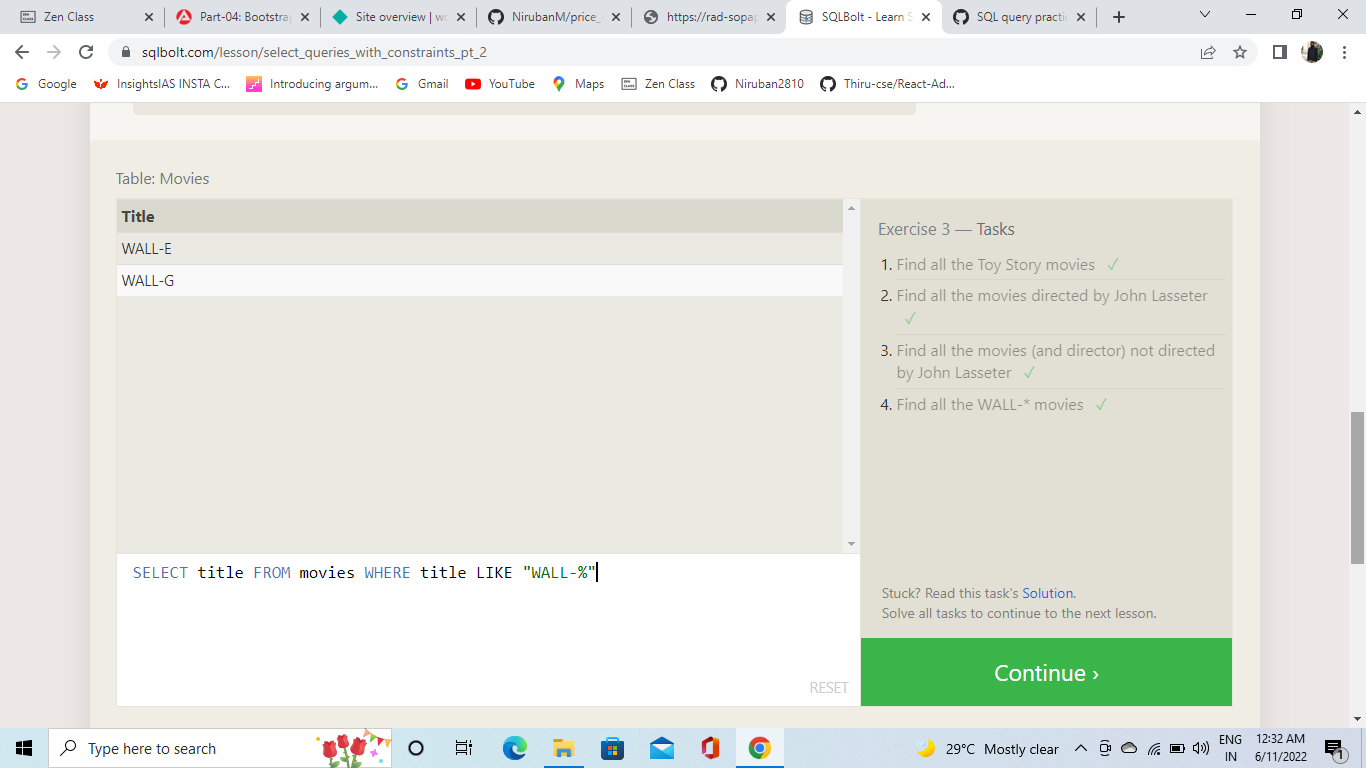 Zen Class
Part-04: Bootstra
Site overview | wo
NirubanM/price_
https://rad-sopap
SQLBolt - Learn S
SQL query practic
sqlbolt.com/lesson/select_queries_with_constraints_pt_2
Google
InsightsIAS INSTA C...
Introducing argum...
Gmail
YouTube
Maps
ZEN CLASS
Zen Class
Niruban2810
Thiru-cse/React-Ad...
Table: Movies
Title
WALL-E
WALL-G
Exercise 3 — Tasks
1. Find all the Toy Story movies ✓
2. Find all the movies directed by John Lasseter
✓
3. Find all the movies (and director) not directed
by John Lasseter ✓
4. Find all the WALL-* movies ✓
SELECT title FROM movies WHERE title LIKE "WALL-%"
RESET
Stuck? Read this task's Solution.
Solve all tasks to continue to the next lesson.
Continue ›
Type here to search
29°C Mostly clear
ENG
IN
12:32 AM
6/11/2022
1